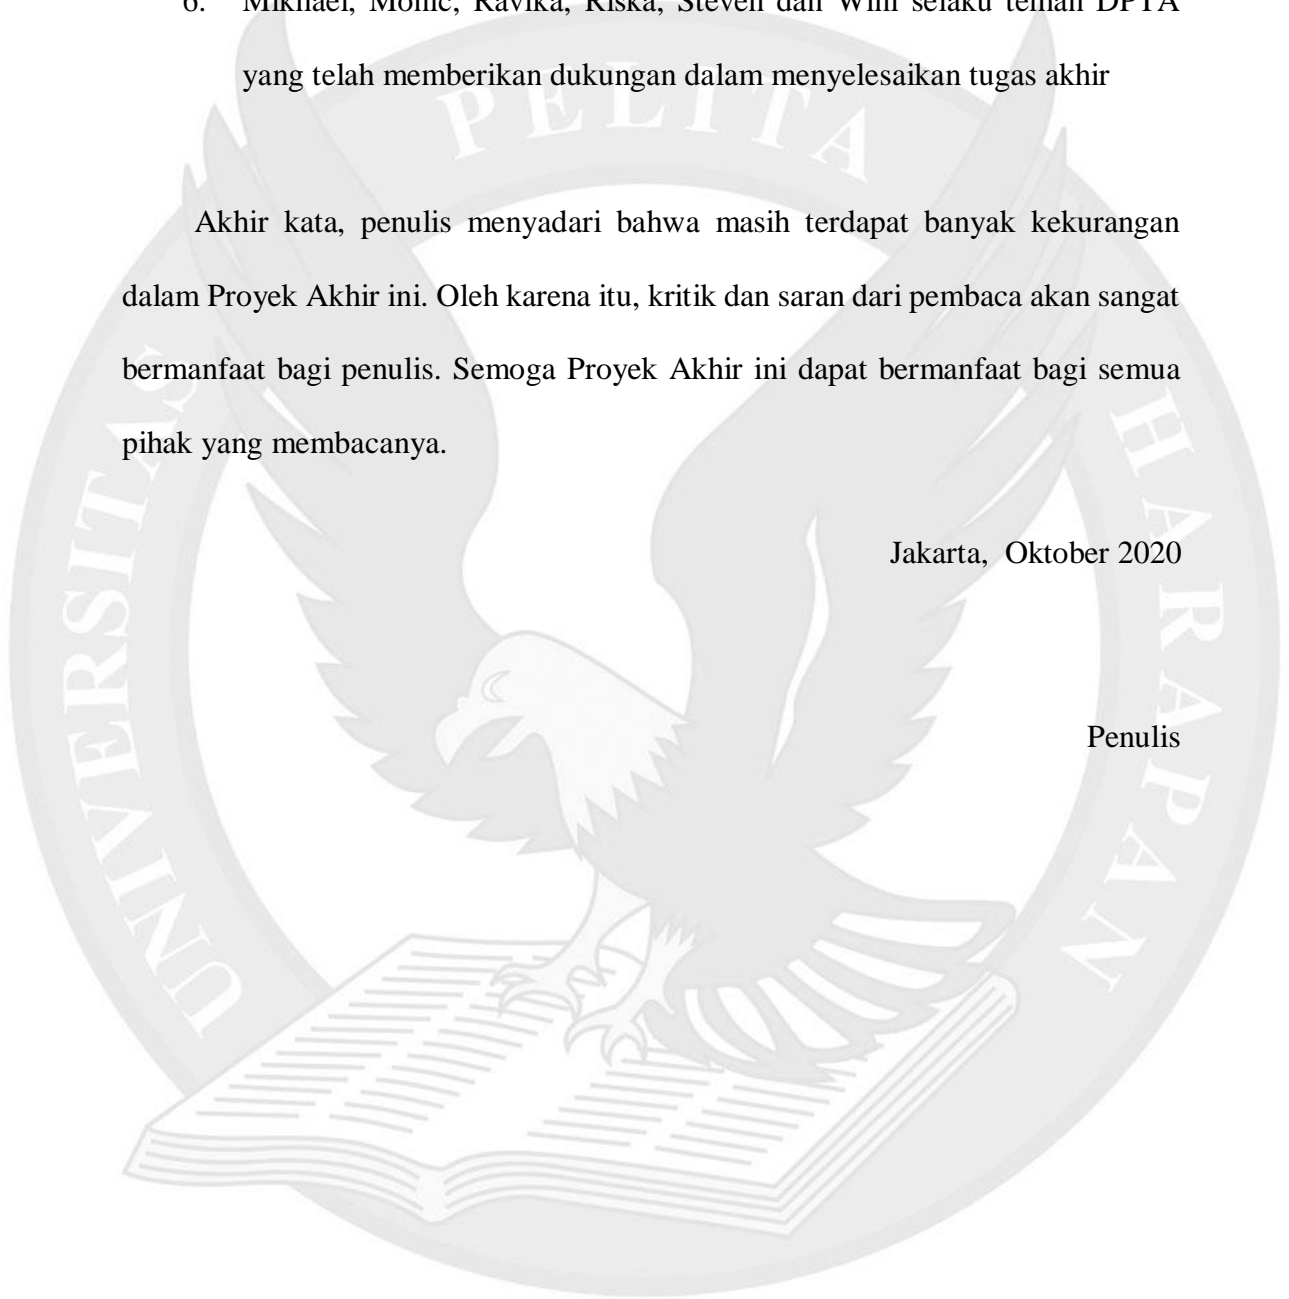 6. Mikhael, Monic, Ravika, Riska, Steven dan Wim selaku teman DPTA
yang telah memberikan dukungan dalam menyelesaikan tugas akhir
PELITA
Akhir kata, penulis menyadari bahwa masih terdapat banyak kekurangan
dalam Proyek Akhir ini. Oleh karena itu, kritik dan saran dari pembaca akan sangat
bermanfaat bagi penulis. Semoga Proyek Akhir ini dapat bermanfaat bagi semua
pihak yang membacanya.
UNIVERSITAS
HARAPAN
Jakarta, Oktober 2020
Penulis